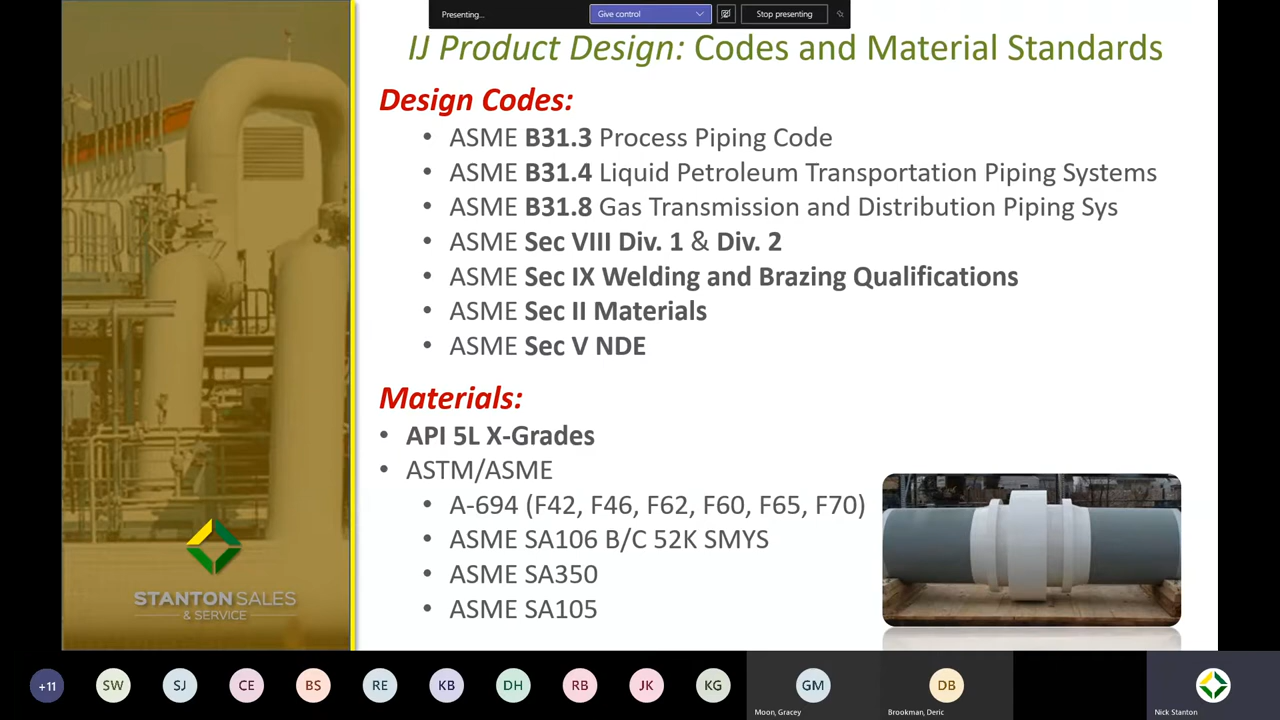 Presenting...
Give control
Stop presenting
IJ Product Design: Codes and Material Standards
Design Codes:
• ASME B31.3 Process Piping Code
• ASME B31.4 Liquid Petroleum Transportation Piping Systems
• ASME B31.8 Gas Transmission and Distribution Piping Sys
• ASME Sec VIII Div. 1 & Div. 2
• ASME Sec IX Welding and Brazing Qualifications
• ASME Sec II Materials
• ASME Sec V NDE
Materials:
• API 5L X-Grades
• ASTM/ASME
• A-694 (F42, F46, F62, F60, F65, F70)
• ASME SA106 B/C 52K SMYS
• ASME SA350
• ASME SA105
STANTON SALES
& SERVICE
+11
SW
SJ
CE
BS
RE
KB
DH
RB
JK
KG
GM
Moon, Gracey
DB
Brookman, Deric
Nick Stanton